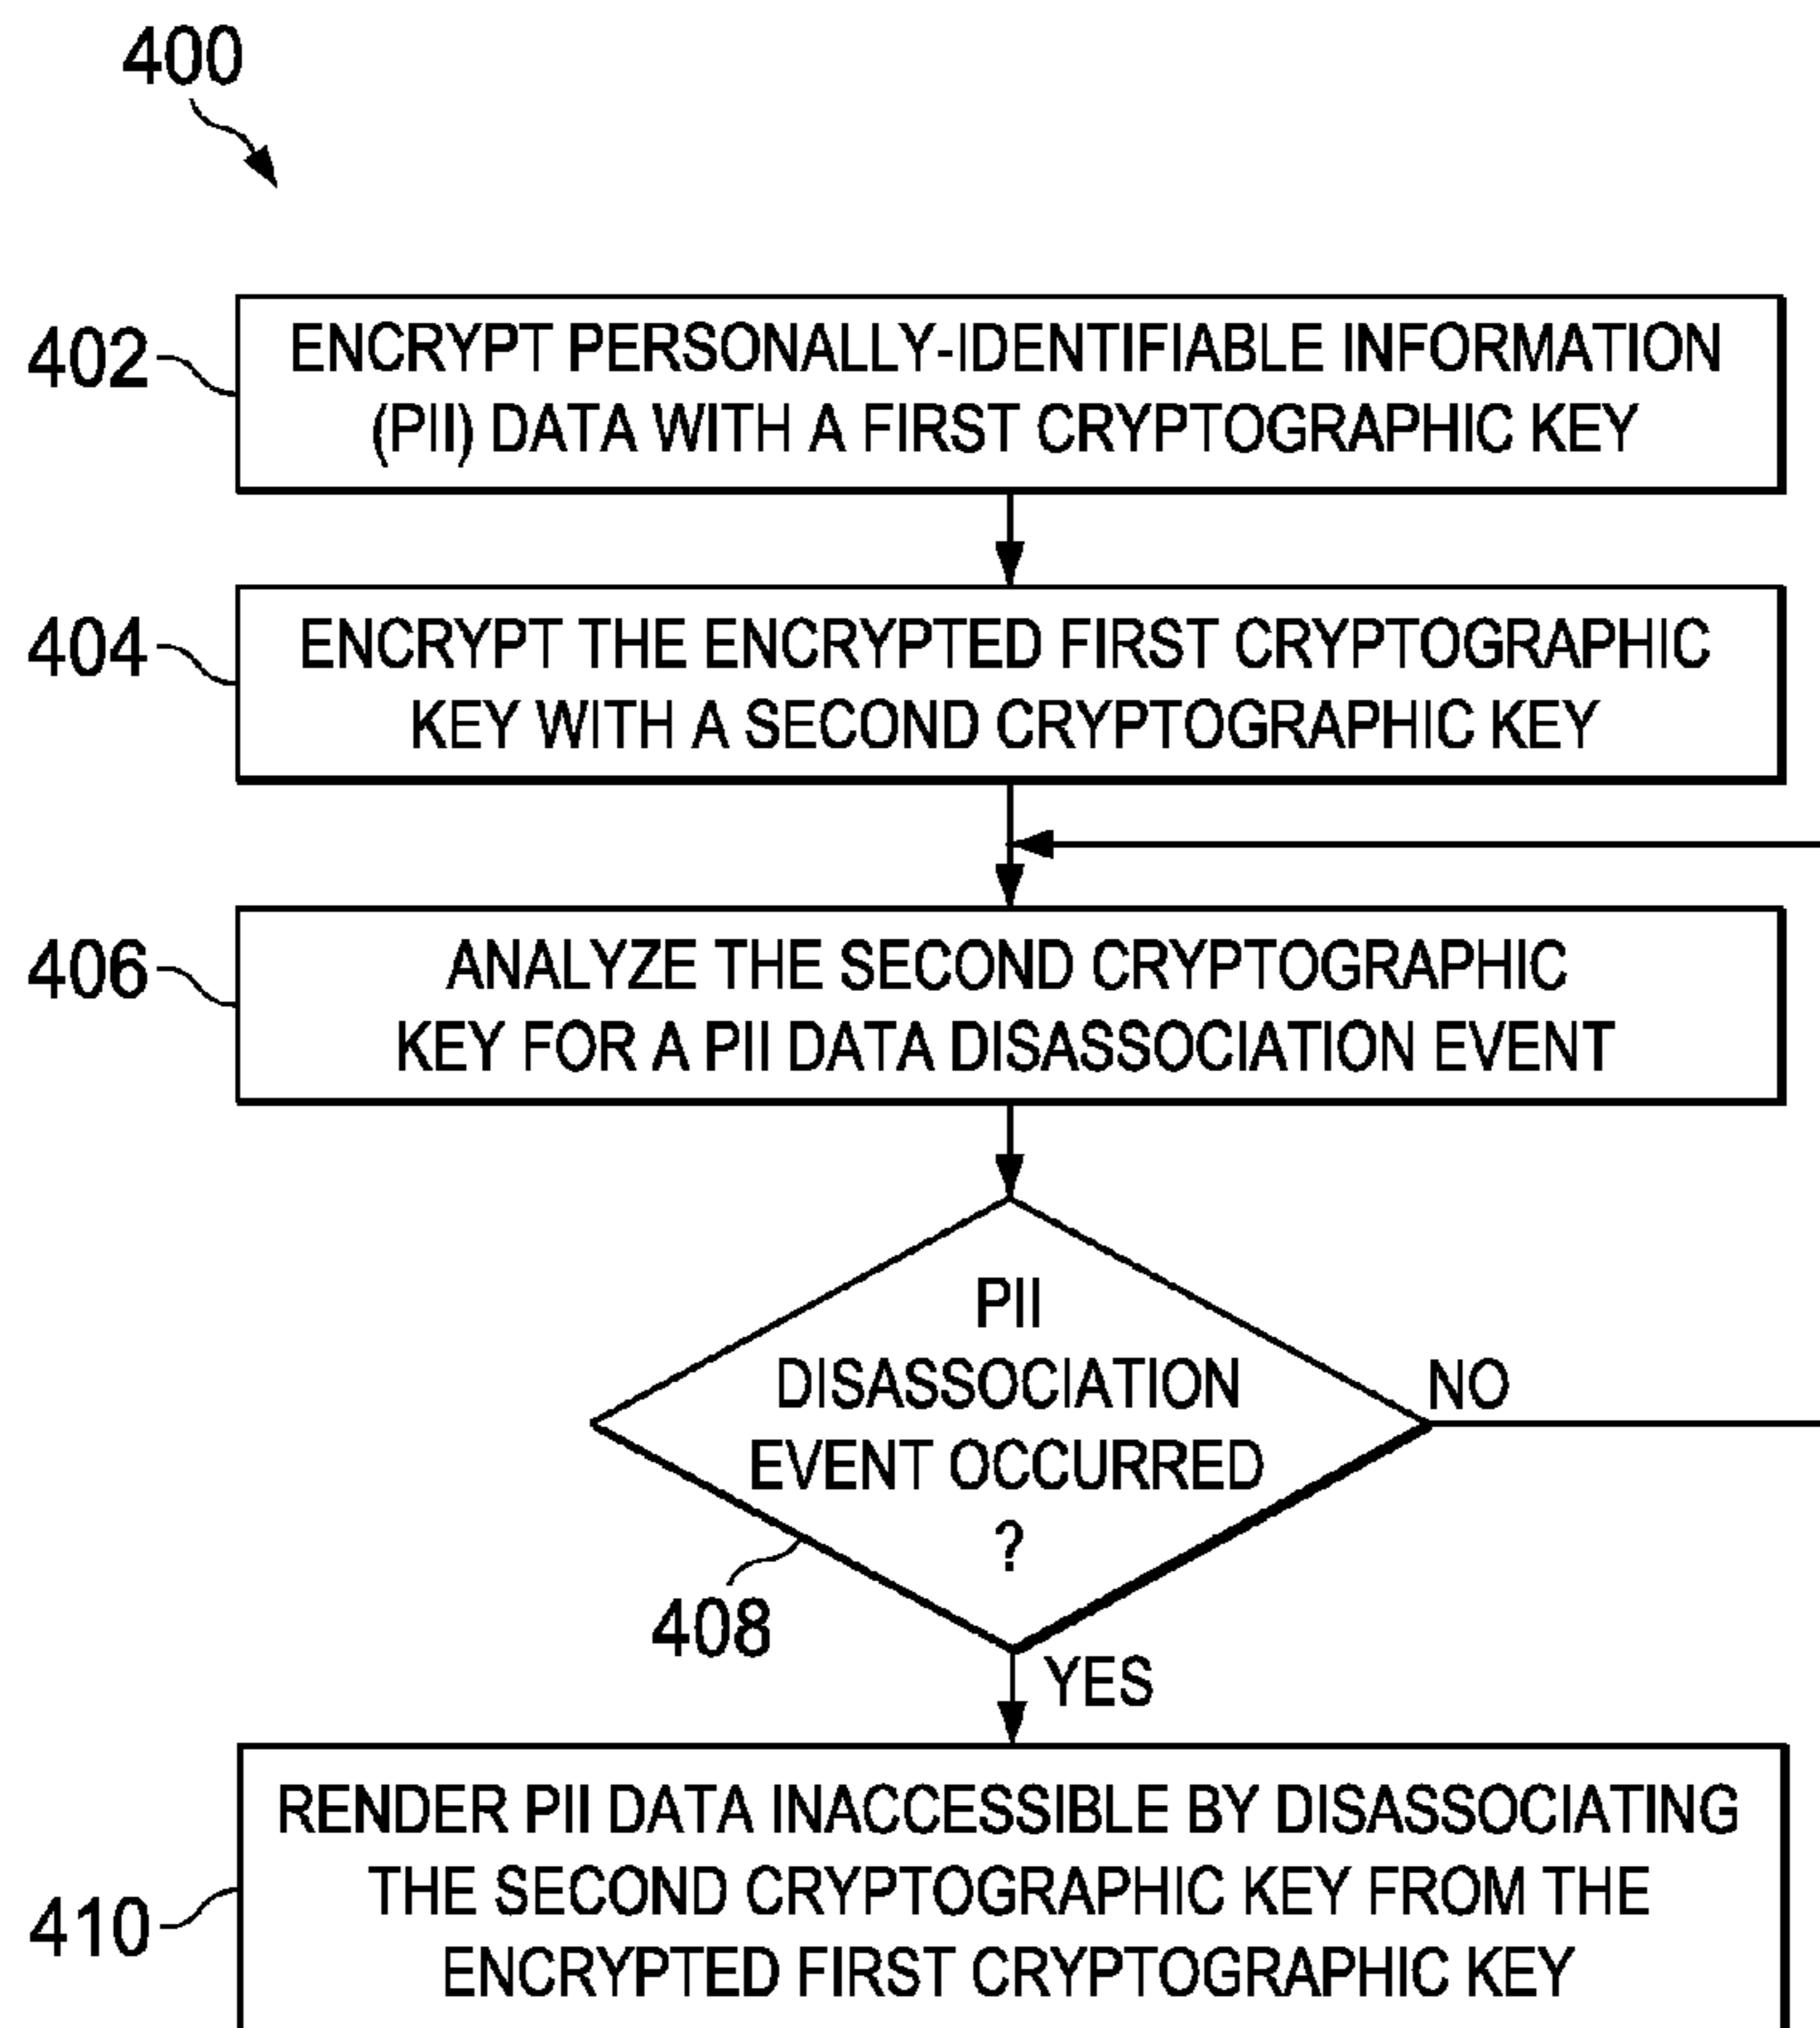 400
402
ENCRYPT PERSONALLY-IDENTIFIABLE INFORMATION
(PII) DATA WITH A FIRST CRYPTOGRAPHIC KEY
404
ENCRYPT THE ENCRYPTED FIRST CRYPTOGRAPHIC
KEY WITH A SECOND CRYPTOGRAPHIC KEY
406
ANALYZE THE SECOND CRYPTOGRAPHIC
KEY FOR A PII DATA DISASSOCIATION EVENT
PII
DISASSOCIATION
EVENT OCCURRED
?
NO
408
YES
410
RENDER PII DATA INACCESSIBLE BY DISASSOCIATING
THE SECOND CRYPTOGRAPHIC KEY FROM THE
ENCRYPTED FIRST CRYPTOGRAPHIC KEY